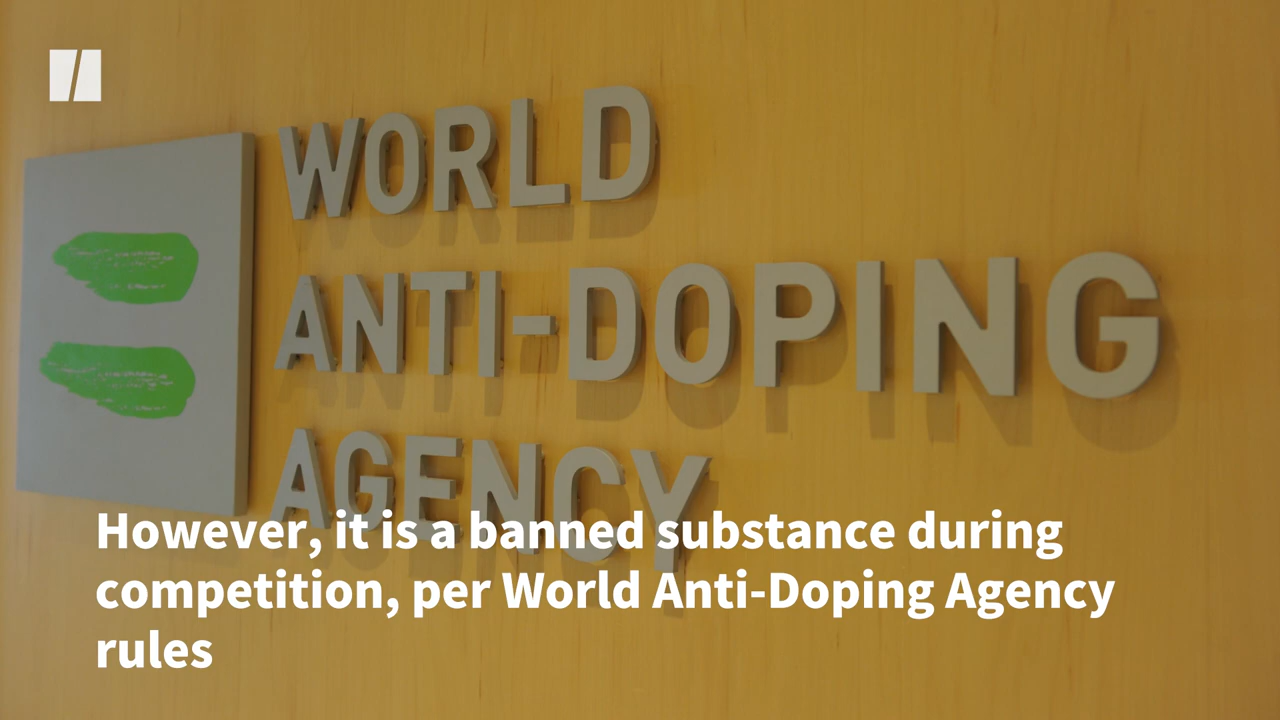 WORLD
ANTI-DOPING
AGENCY
However, it is a banned substance during
competition, per World Anti-Doping Agency
rules